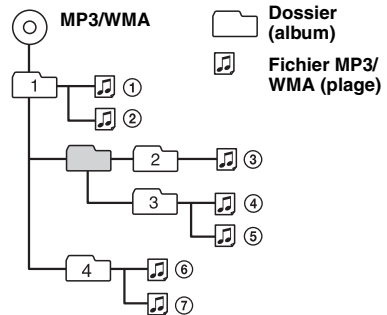 MP3/WMA
Dossier
(album)
Fichier MP3/
WMA (plage)
1
①
②
2
③
3
④
⑤
4
⑥
⑦